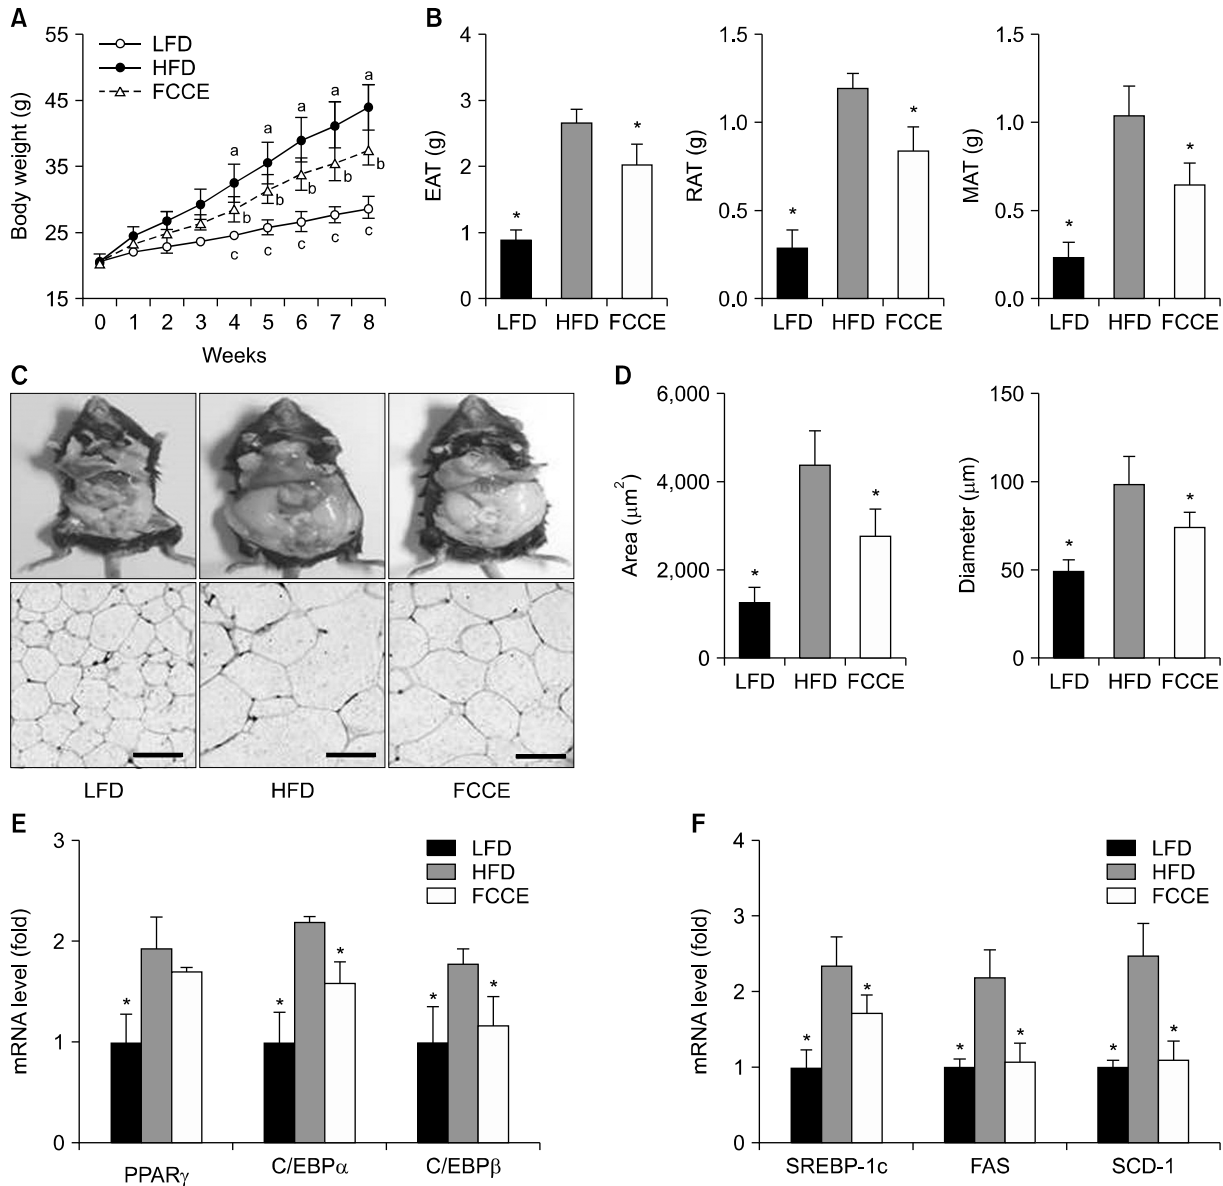 A
Body weight (g)
55
45
35
25
15
LFD
HFD
FCCE
a
a
a
a
a
b
b
b
b
b
c
c
c
c
c
0 1 2 3 4 5 6 7 8
Weeks
B
EAT (g)
4
3
2
1
0
*
*
LFD HFD FCCE
RAT (g)
1.5
1.0
0.5
0.0
*
*
LFD HFD FCCE
MAT (g)
1.5
1.0
0.5
0.0
*
*
LFD HFD FCCE
C
LFD HFD FCCE
D
Area (μm²)
6,000
4,000
2,000
0
*
*
LFD HFD FCCE
Diameter (μm)
150
100
50
0
*
*
LFD HFD FCCE
E
mRNA level (fold)
3
2
1
0
LFD
HFD
FCCE
*
*
*
*
*
PPARγ C/EBPα C/EBPβ
F
mRNA level (fold)
4
3
2
1
0
LFD
HFD
FCCE
*
*
*
*
*
*
SREBP-1c FAS SCD-1